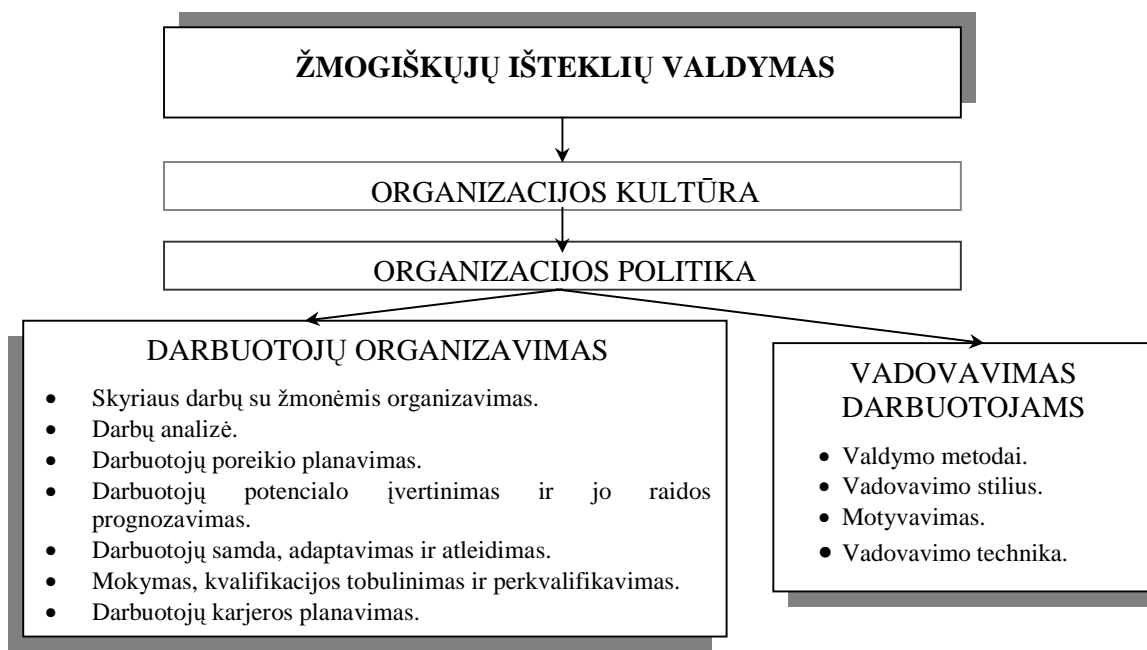 ŽMOGIŠKŲJŲ IŠTEKLIŲ VALDYMAS
ORGANIZACIJOS KULTŪRA
ORGANIZACIJOS POLITIKA
DARBUOTOJŲ ORGANIZAVIMAS
• Skyriaus darbų su žmonėmis organizavimas.
• Darbų analizė.
• Darbuotojų poreikio planavimas.
• Darbuotojų potencialo įvertinimas ir jo raidos
prognozavimas.
• Darbuotojų samda, adaptavimas ir atleidimas.
• Mokymas, kvalifikacijos tobulinimas ir perkvalifikavimas.
• Darbuotojų karjeros planavimas.
VADOVAVIMAS
DARBUOTOJAMS
• Valdymo metodai.
• Vadovavimo stilius.
• Motyvavimas.
• Vadovavimo technika.